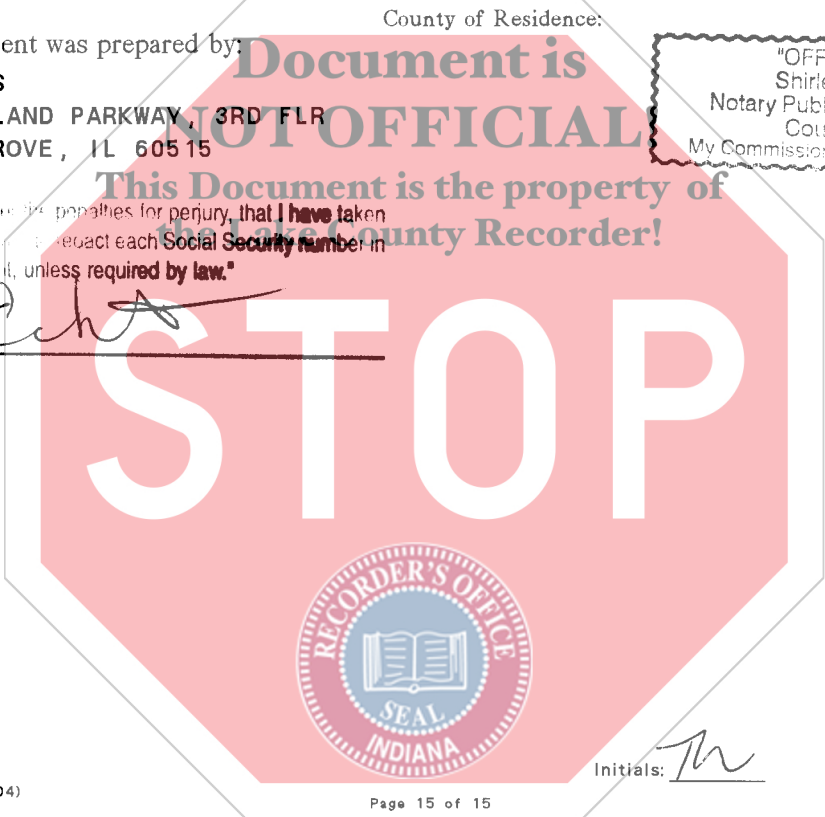 County of Residence:
ent was prepared by:
S
LAND PARKWAY, 3RD FLR
ROVE, IL 60515
"OFF
Shirle
Notary Publ
Cou
My Commission
Document is
NOT OFFICIAL!
This Document is the property of
the Lake County Recorder!
penalties for perjury, that I have taken
redact each Social Security number in
t, unless required by law."
STOP
RECORDER'S OFFICE
SEAL
INDIANA
Initials:
04)
Page 15 of 15